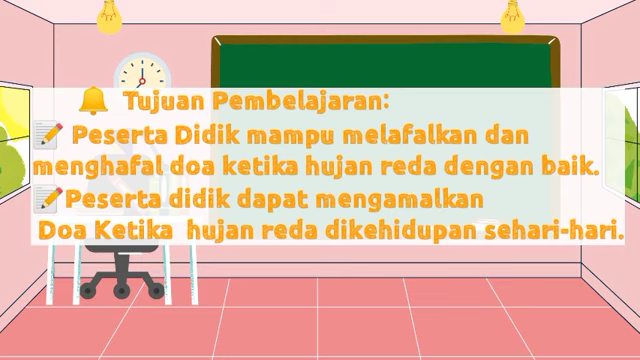 🔔 Tujuan Pembelajaran:
📝 Peserta Didik mampu melafalkan dan
menghafal doa ketika hujan reda dengan baik.
📝 Peserta didik dapat mengamalkan
Doa Ketika hujan reda dikehidupan sehari-hari.